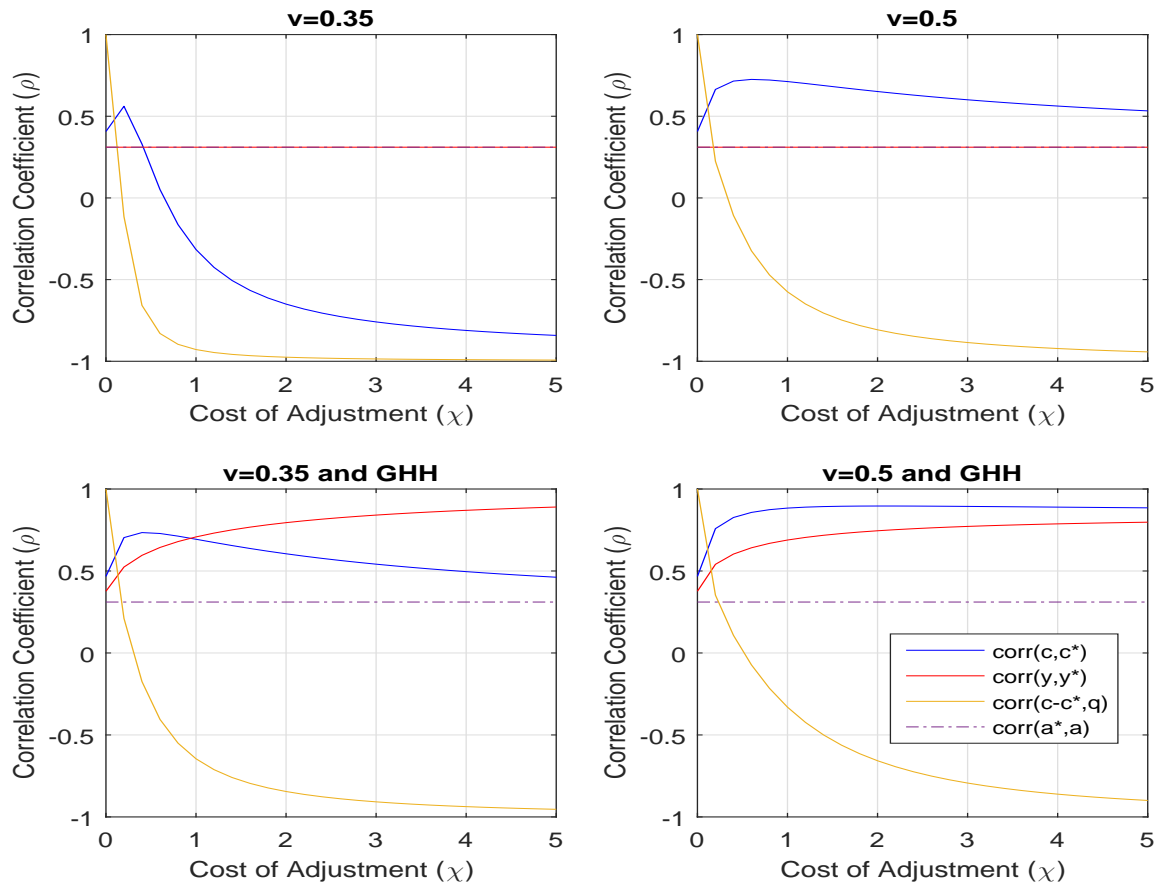 v=0.35
1
0.5
0
-0.5
-1
Correlation Coefficient (ρ)
0 1 2 3 4 5
Cost of Adjustment (χ)
v=0.5
1
0.5
0
-0.5
-1
Correlation Coefficient (ρ)
0 1 2 3 4 5
Cost of Adjustment (χ)
v=0.35 and GHH
1
0.5
0
-0.5
-1
Correlation Coefficient (ρ)
0 1 2 3 4 5
Cost of Adjustment (χ)
v=0.5 and GHH
1
0.5
0
-0.5
-1
Correlation Coefficient (ρ)
corr(c,c*)
corr(y,y*)
corr(c-c*,q)
corr(a*,a)
0 1 2 3 4 5
Cost of Adjustment (χ)